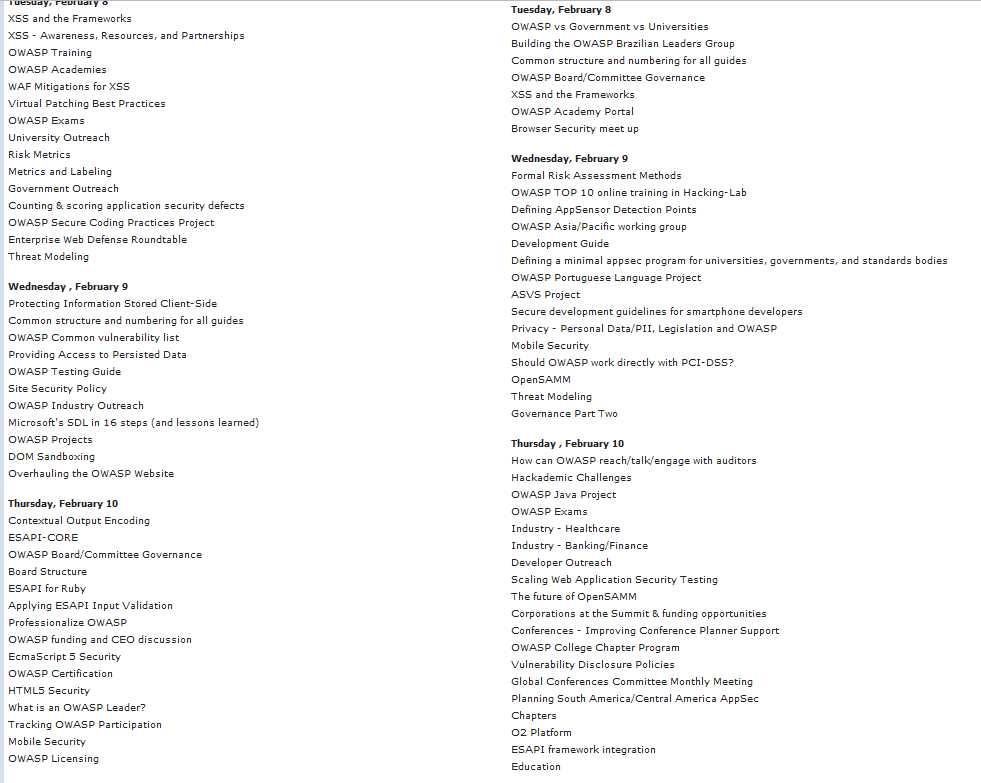 Tuesday, February 8
XSS and the Frameworks
XSS - Awareness, Resources, and Partnerships
OWASP Training
OWASP Academies
WAF Mitigations for XSS
Virtual Patching Best Practices
OWASP Exams
University Outreach
Risk Metrics
Metrics and Labeling
Government Outreach
Counting & scoring application security defects
OWASP Secure Coding Practices Project
Enterprise Web Defense Roundtable
Threat Modeling
Wednesday , February 9
Protecting Information Stored Client-Side
Common structure and numbering for all guides
OWASP Common vulnerability list
Providing Access to Persisted Data
OWASP Testing Guide
Site Security Policy
OWASP Industry Outreach
Microsoft's SDL in 16 steps (and lessons learned)
OWASP Projects
DOM Sandboxing
Overhauling the OWASP Website
Thursday, February 10
Contextual Output Encoding
ESAPI-CORE
OWASP Board/Committee Governance
Board Structure
ESAPI for Ruby
Applying ESAPI Input Validation
Professionalize OWASP
OWASP funding and CEO discussion
EcmaScript 5 Security
OWASP Certification
HTML5 Security
What is an OWASP Leader?
Tracking OWASP Participation
Mobile Security
OWASP Licensing
Tuesday, February 8
OWASP vs Government vs Universities
Building the OWASP Brazilian Leaders Group
Common structure and numbering for all guides
OWASP Board/Committee Governance
XSS and the Frameworks
OWASP Academy Portal
Browser Security meet up
Wednesday, February 9
Formal Risk Assessment Methods
OWASP TOP 10 online training in Hacking-Lab
Defining AppSensor Detection Points
OWASP Asia/Pacific working group
Development Guide
Defining a minimal appsec program for universities, governments, and standards bodies
OWASP Portuguese Language Project
ASVS Project
Secure development guidelines for smartphone developers
Privacy - Personal Data/PII, Legislation and OWASP
Mobile Security
Should OWASP work directly with PCI-DSS?
OpenSAMM
Threat Modeling
Governance Part Two
Thursday , February 10
How can OWASP reach/talk/engage with auditors
Hackademic Challenges
OWASP Java Project
OWASP Exams
Industry - Healthcare
Industry - Banking/Finance
Developer Outreach
Scaling Web Application Security Testing
The future of OpenSAMM
Corporations at the Summit & funding opportunities
Conferences - Improving Conference Planner Support
OWASP College Chapter Program
Vulnerability Disclosure Policies
Global Conferences Committee Monthly Meeting
Planning South America/Central America AppSec
Chapters
O2 Platform
ESAPI framework integration
Education